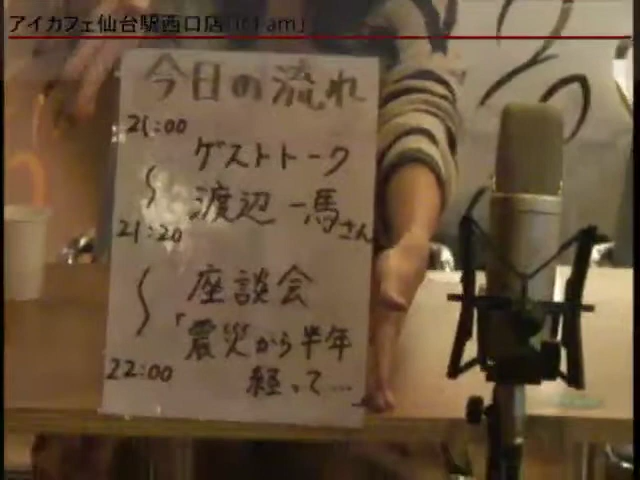 アイカフェ仙台駅西口店「I'( I am」
今日の流れ
21:00
ゲストトーク
〜
渡辺一馬さん
21:20
〜
座談会
「震災から半年
22:00
経って…